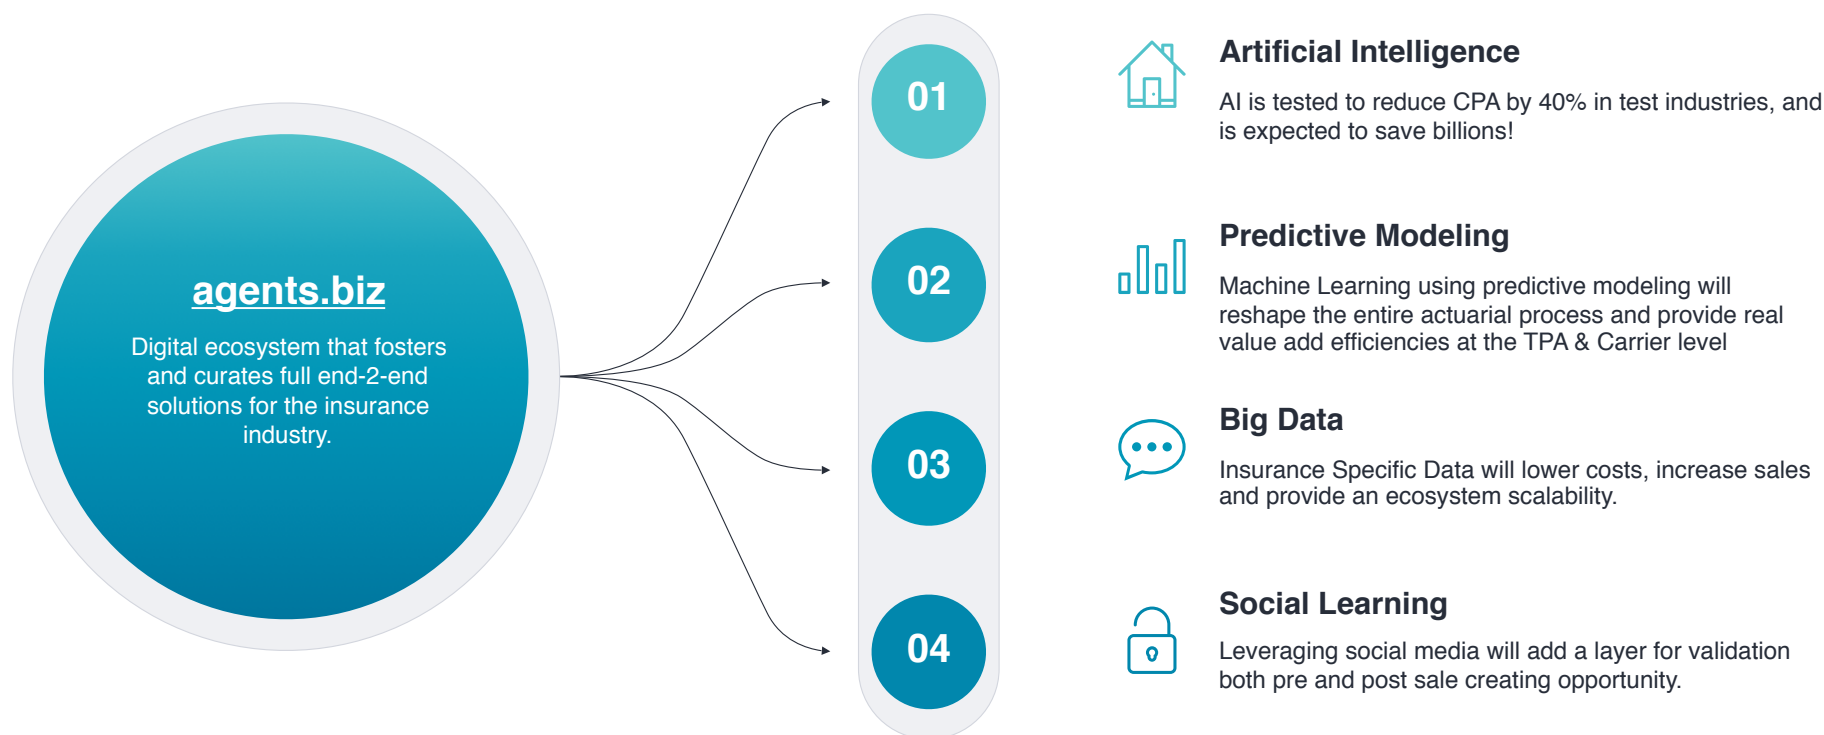 agents.biz
Digital ecosystem that fosters
and curates full end-2-end
solutions for the insurance
industry.
01
Artificial Intelligence
AI is tested to reduce CPA by 40% in test industries, and
is expected to save billions!
02
Predictive Modeling
Machine Learning using predictive modeling will
reshape the entire actuarial process and provide real
value add efficiencies at the TPA & Carrier level
03
Big Data
Insurance Specific Data will lower costs, increase sales
and provide an ecosystem scalability.
04
Social Learning
Leveraging social media will add a layer for validation
both pre and post sale creating opportunity.